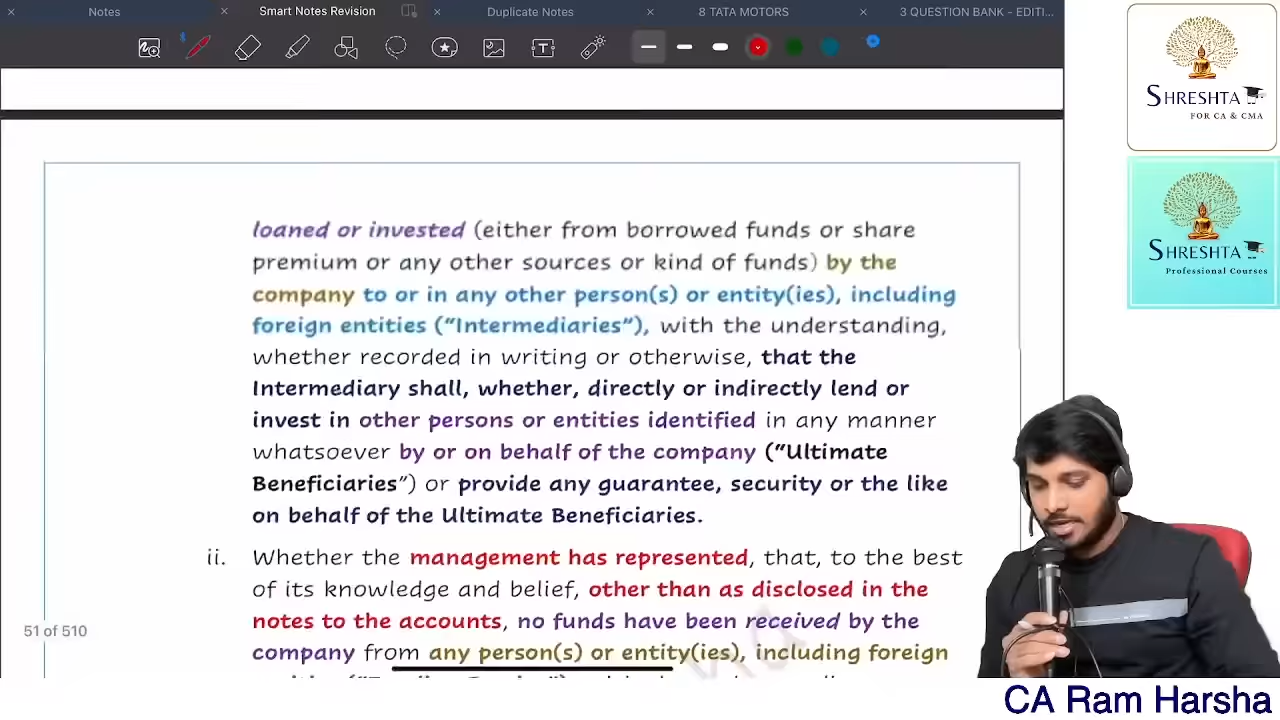 Notes
Smart Notes Revision
Duplicate Notes
8 TATA MOTORS
3 QUESTION BANK - EDITI...
SHRESHTA
FOR CA & CMA
SHRESHTA
Professional Courses
loaned or invested (either from borrowed funds or share
premium or any other sources or kind of funds) by the
company to or in any other person(s) or entity(ies), including
foreign entities (“Intermediaries”), with the understanding,
whether recorded in writing or otherwise, that the
Intermediary shall, whether, directly or indirectly lend or
invest in other persons or entities identified in any manner
whatsoever by or on behalf of the company (“Ultimate
Beneficiaries”) or provide any guarantee, security or the like
on behalf of the Ultimate Beneficiaries.
ii. Whether the management has represented, that, to the best
of its knowledge and belief, other than as disclosed in the
notes to the accounts, no funds have been received by the
company from any person(s) or entity(ies), including foreign
51 of 510
CA Ram Harsha